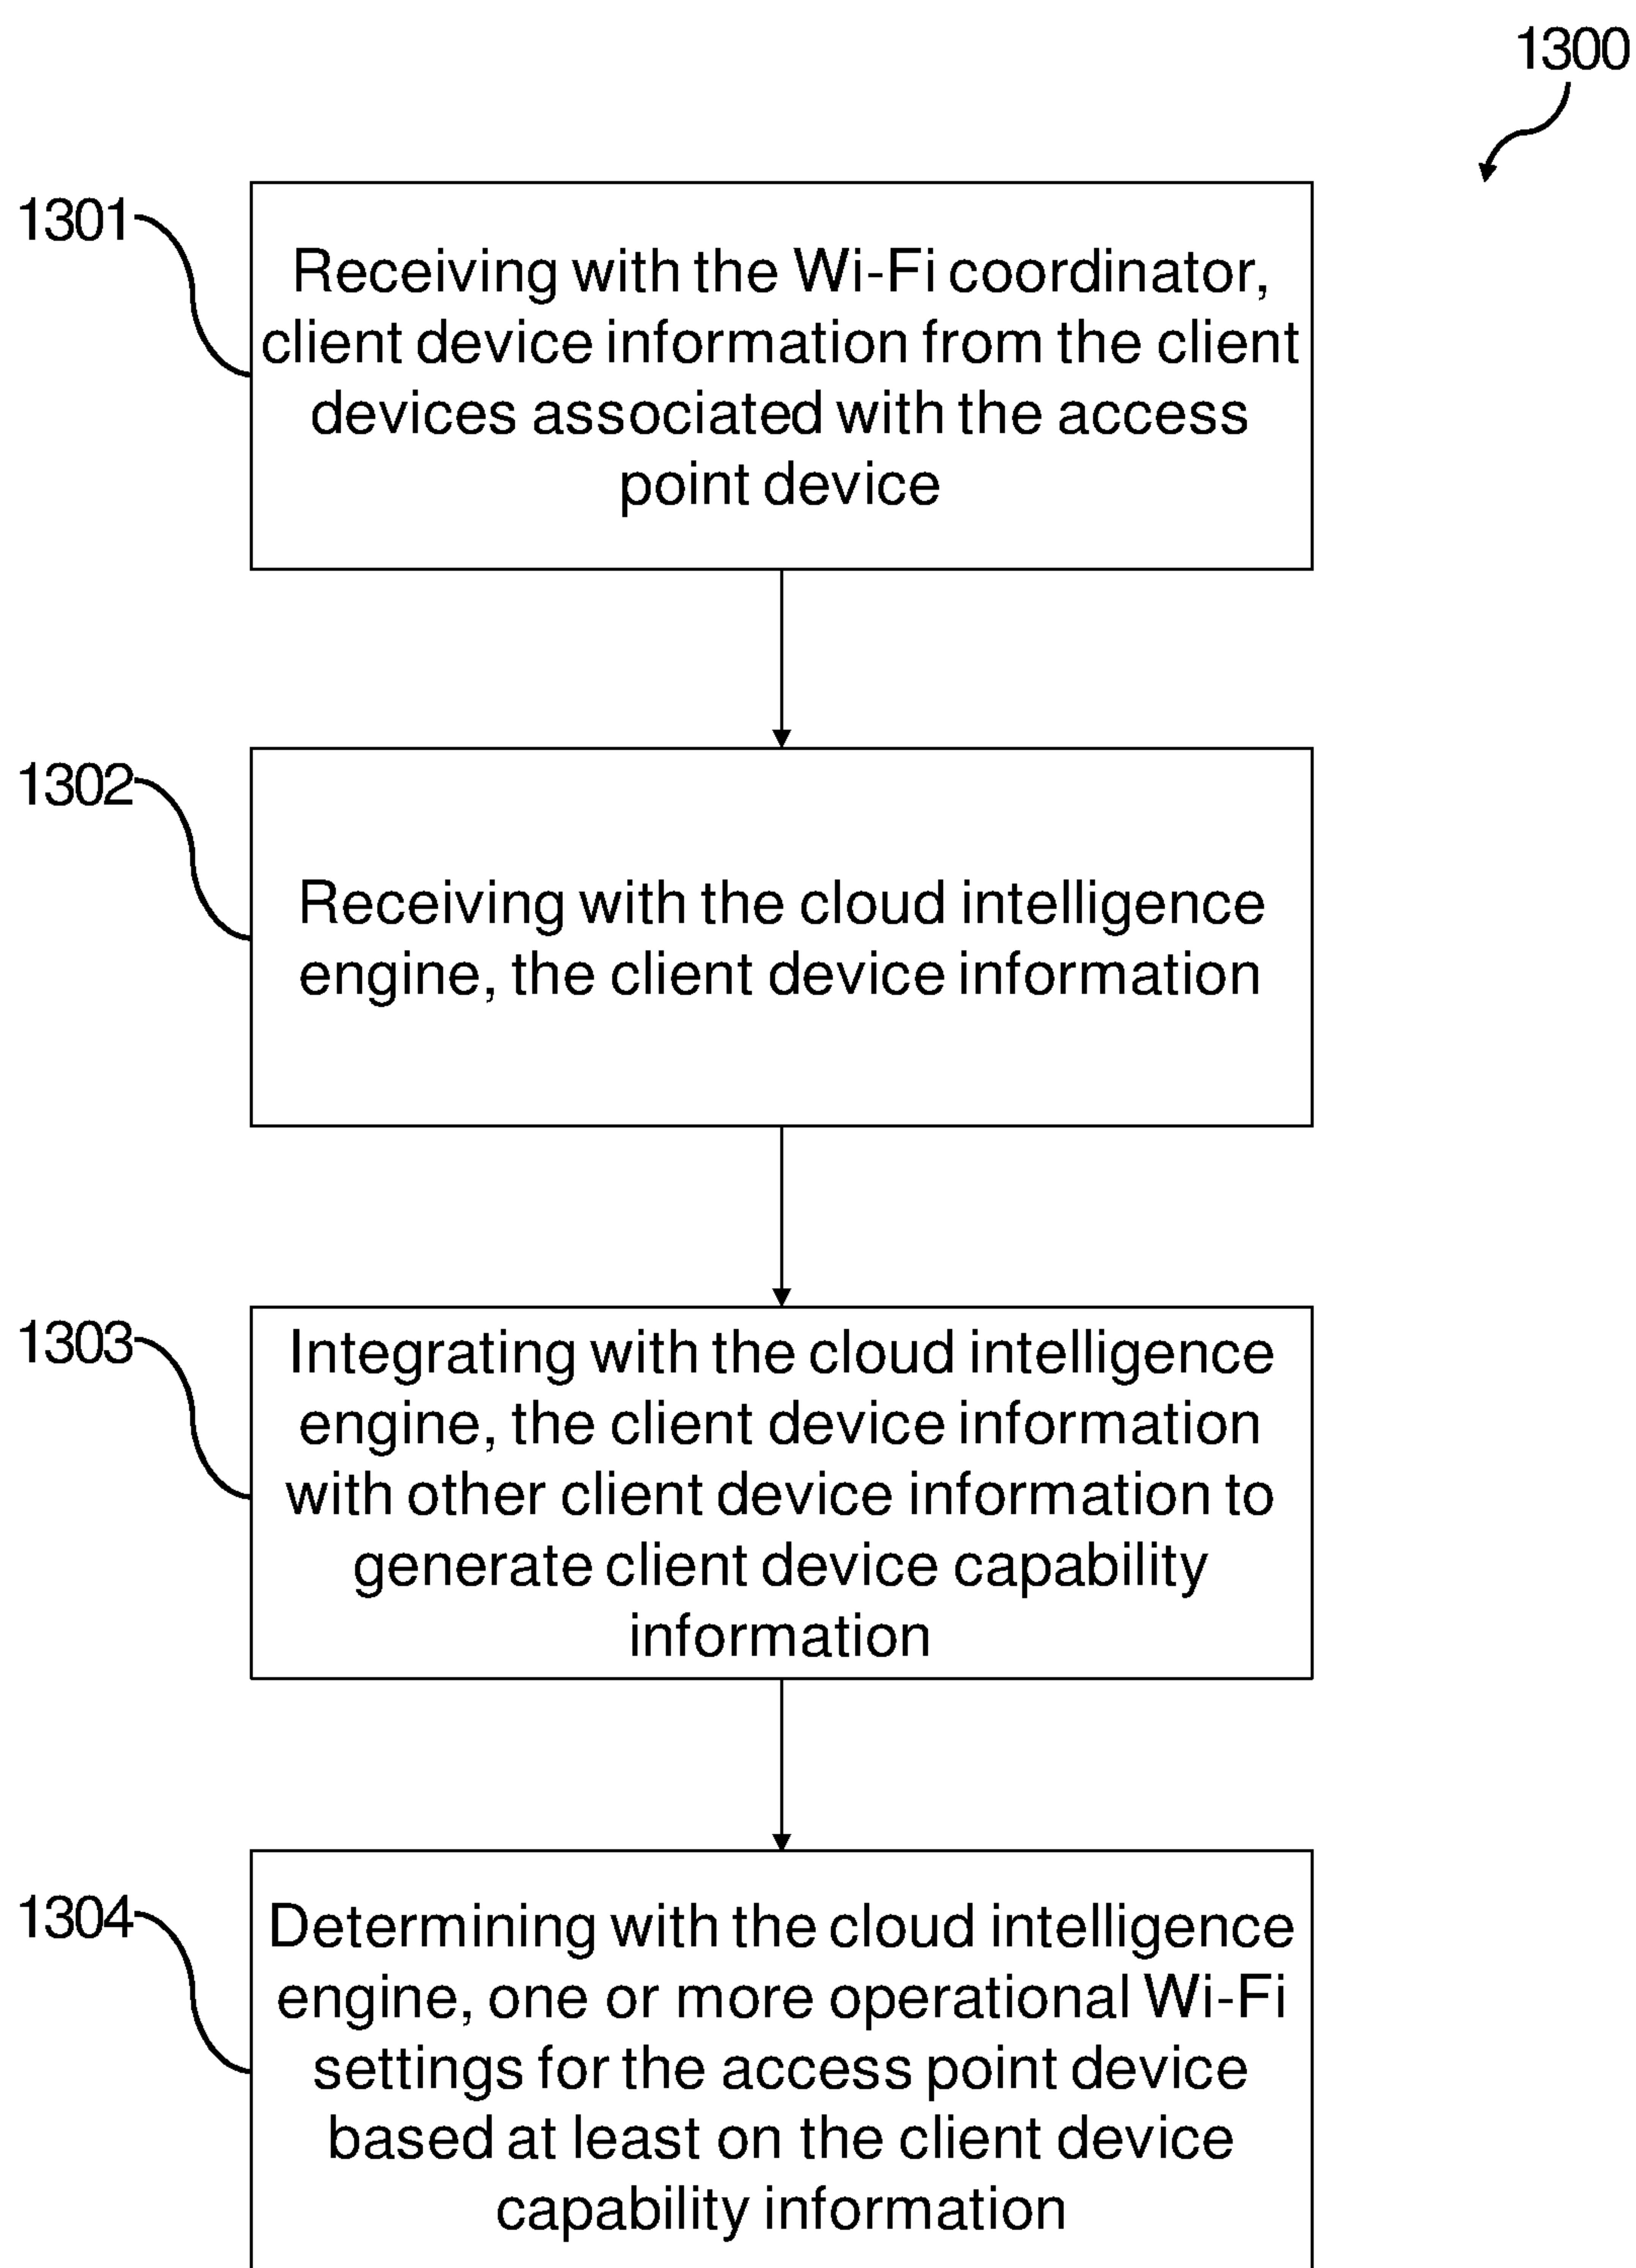 1300
1301
Receiving with the Wi-Fi coordinator,
client device information from the client
devices associated with the access
point device
1302
Receiving with the cloud intelligence
engine, the client device information
1303
Integrating with the cloud intelligence
engine, the client device information
with other client device information to
generate client device capability
information
1304
Determining with the cloud intelligence
engine, one or more operational Wi-Fi
settings for the access point device
based at least on the client device
capability information